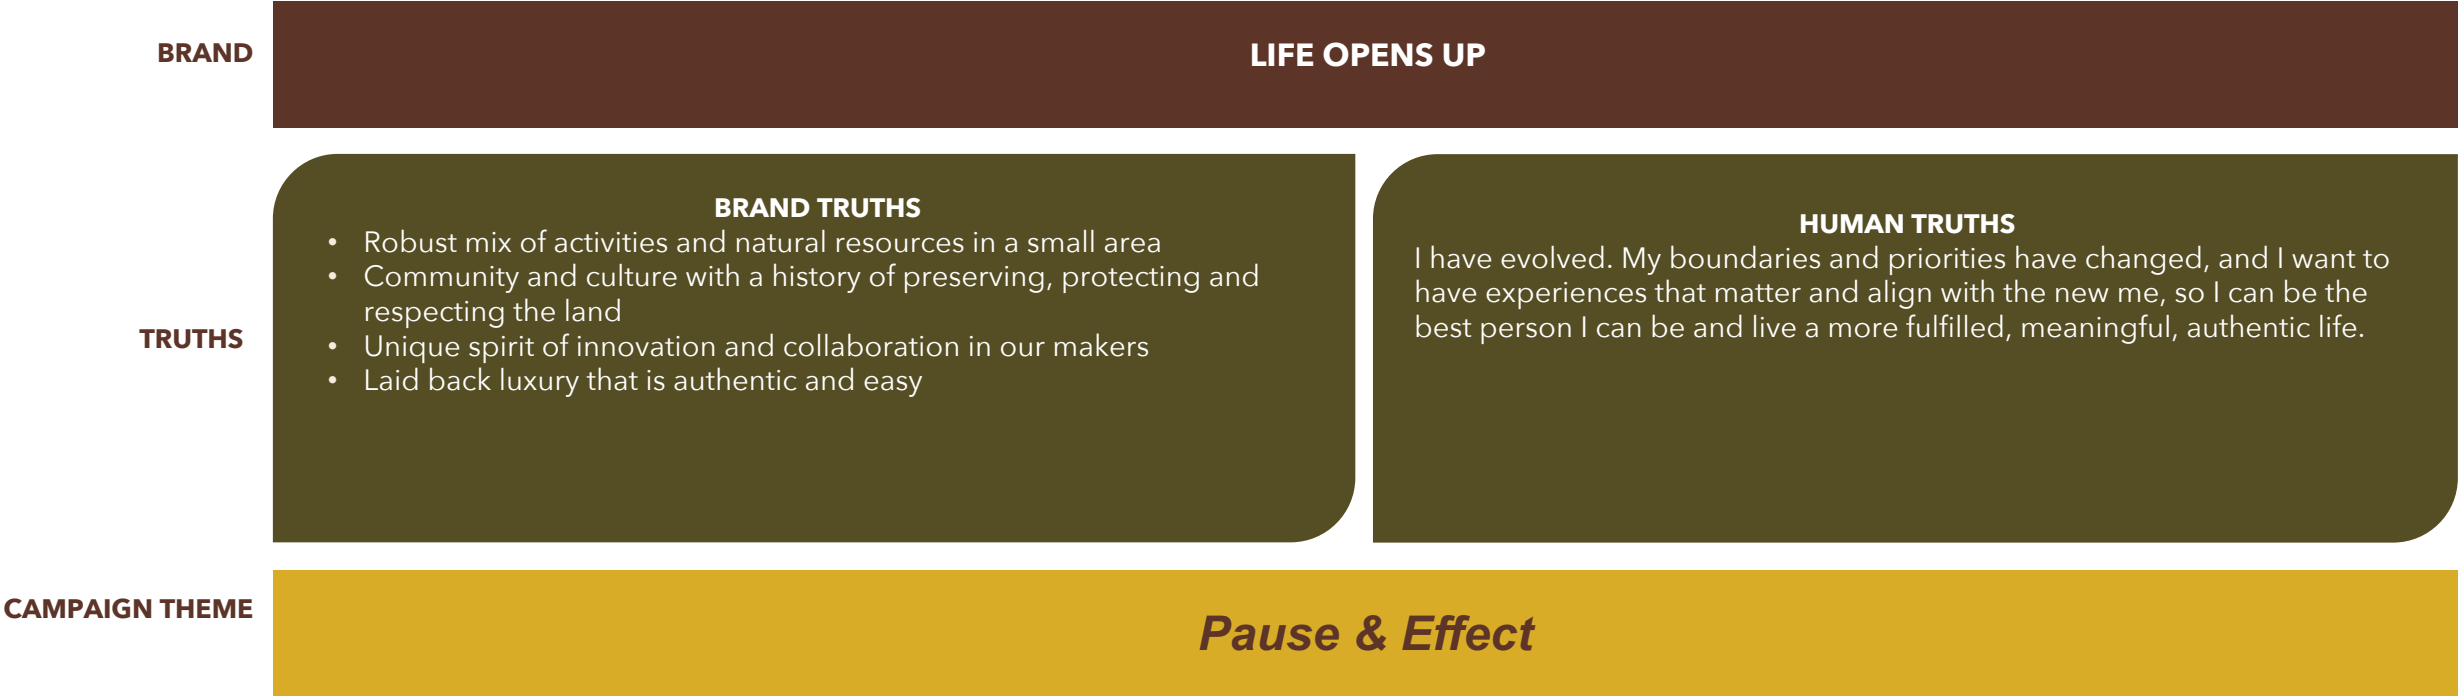 BRAND
LIFE OPENS UP
TRUTHS
BRAND TRUTHS
• Robust mix of activities and natural resources in a small area
• Community and culture with a history of preserving, protecting and
respecting the land
• Unique spirit of innovation and collaboration in our makers
• Laid back luxury that is authentic and easy
HUMAN TRUTHS
I have evolved. My boundaries and priorities have changed, and I want to
have experiences that matter and align with the new me, so I can be the
best person I can be and live a more fulfilled, meaningful, authentic life.
CAMPAIGN THEME
Pause & Effect